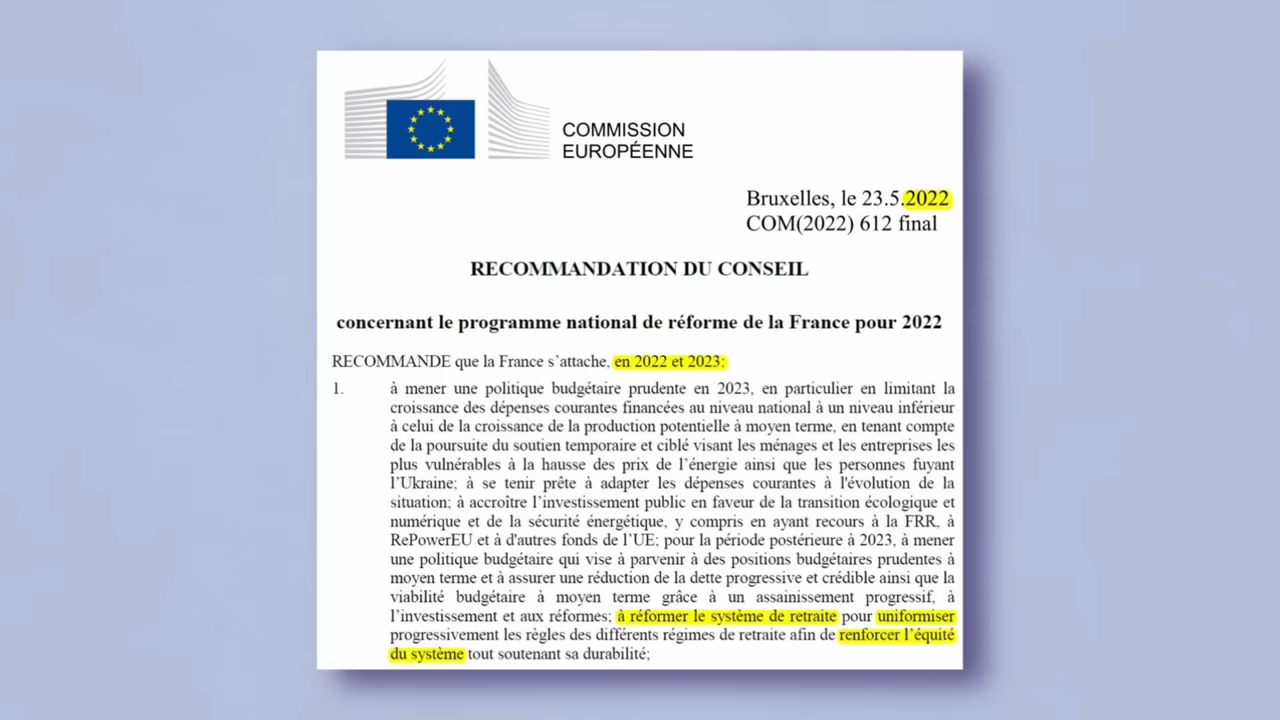 COMMISSION
EUROPÉENNE
Bruxelles, le 23.5.2022
COM(2022) 612 final
RECOMMANDATION DU CONSEIL
concernant le programme national de réforme de la France pour 2022
RECOMMANDE que la France s’attache, en 2022 et 2023:
1. à mener une politique budgétaire prudente en 2023, en particulier en limitant la
croissance des dépenses courantes financées au niveau national à un niveau inférieur
à celui de la croissance de la production potentielle à moyen terme, en tenant compte
de la poursuite du soutien temporaire et ciblé visant les ménages et les entreprises les
plus vulnérables à la hausse des prix de l’énergie ainsi que les personnes fuyant
l’Ukraine; à se tenir prête à adapter les dépenses courantes à l'évolution de la
situation; à accroître l’investissement public en faveur de la transition écologique et
numérique et de la sécurité énergétique, y compris en ayant recours à la FRR, à
RePowerEU et à d'autres fonds de l’UE; pour la période postérieure à 2023, à mener
une politique budgétaire qui vise à parvenir à des positions budgétaires prudentes à
moyen terme et à assurer une réduction de la dette progressive et crédible ainsi que la
viabilité budgétaire à moyen terme grâce à un assainissement progressif, à
l’investissement et aux réformes; à réformer le système de retraite pour uniformiser
progressivement les règles des différents régimes de retraite afin de renforcer l’équité
du système tout soutenant sa durabilité;